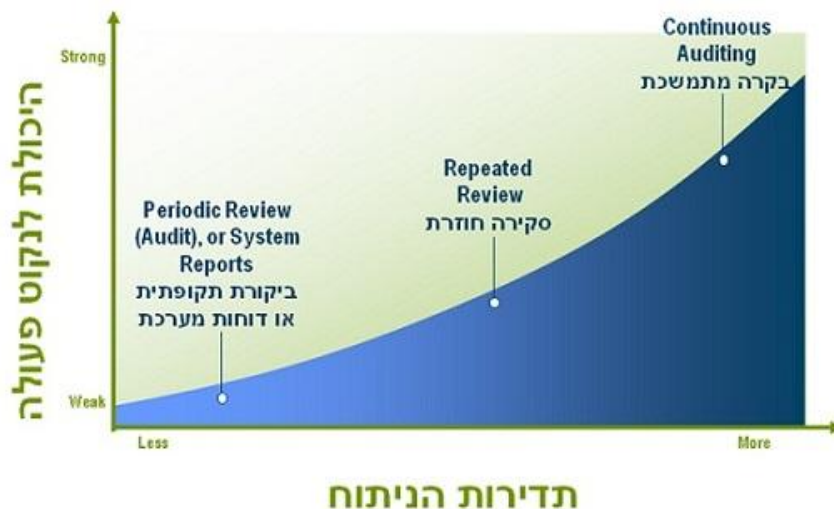 Strong
היכולת לנקוט פעולה
Weak
Periodic Review
(Audit), or System
Reports
ביקורת תקופתית
או דוחות מערכת
Repeated
Review
סקירה חוזרת
Continuous
Auditing
בקרה מתמשכת
Less
More
תדירות הניתוח